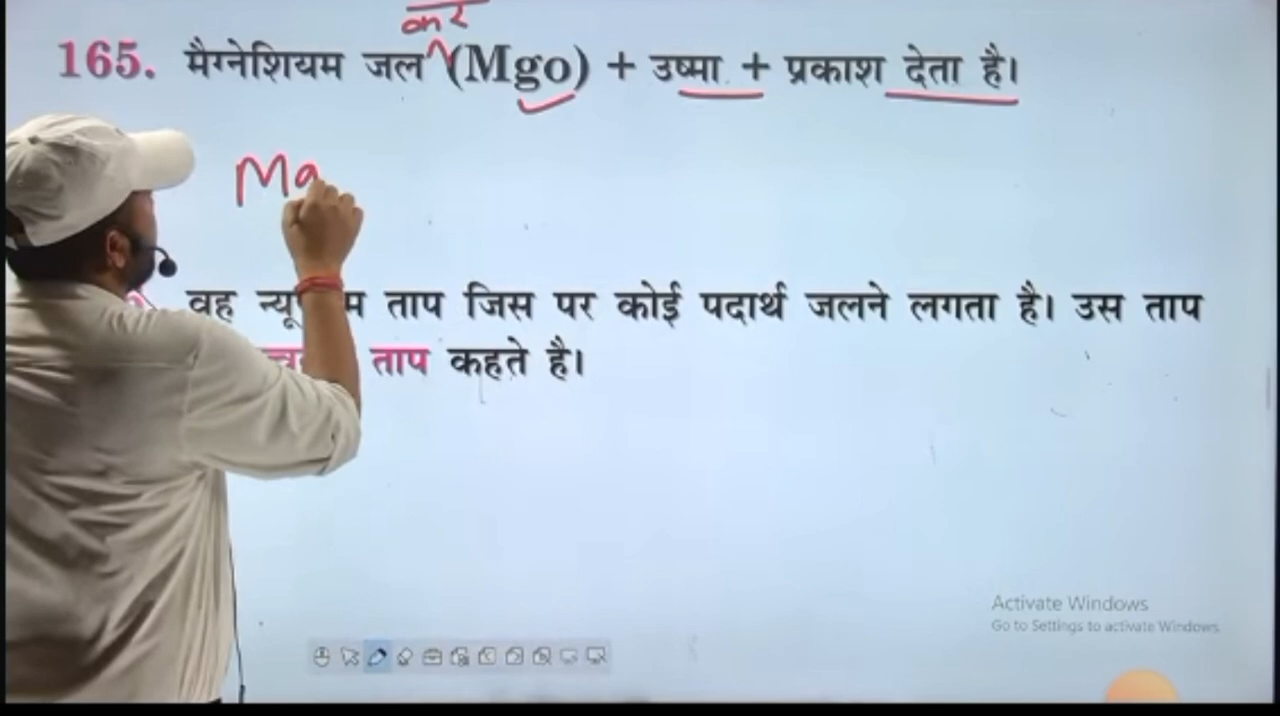 कर
165. मैग्नेशियम जल (Mgo) + उष्मा + प्रकाश देता है।
Ma
वह म ताप जिस पर कोई पदार्थ जलने लगता है। उस ताप
ताप कहते है।
Activate Windows
Go to Settings to activate Windows.